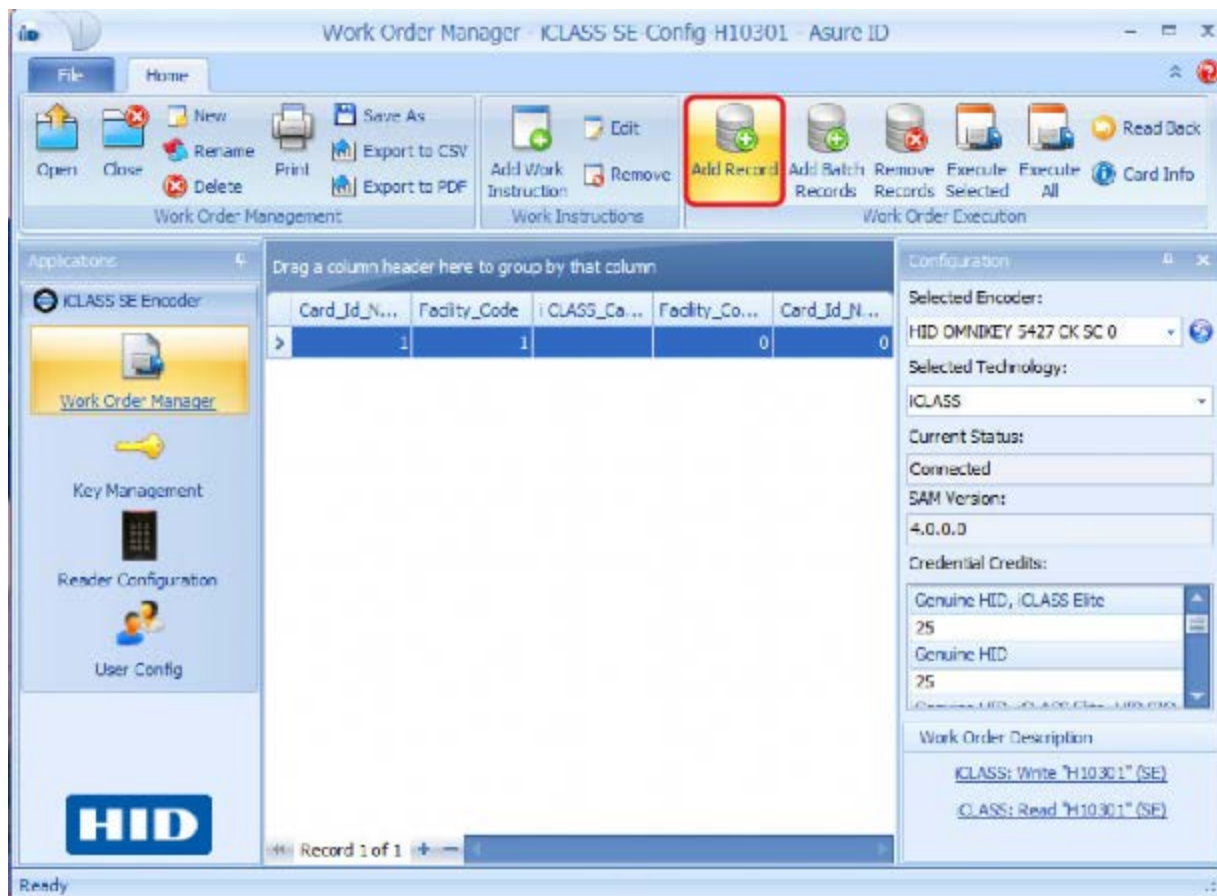 Work Order Manager - iCLASS-SE-Config-H10301 - Asure ID
File
Home
Open
Close
New
Rename
Delete
Print
Save As
Export to CSV
Export to PDF
Work Order Management
Add Work
Instruction
Edit
Remove
Work Instructions
Add Record
Add Batch
Records
Remove
Records
Execute
Selected
Execute
All
Read Back
Card Info
Work Order Execution
Applications
iCLASS SE Encoder
Work Order Manager
Key Management
Reader Configuration
User Config
HID
Drag a column header here to group by that column
Card_Id_N... Facility_Code iCLASS_Ca... Facility_Co... Card_Id_N...
1 1 0 0
Record 1 of 1
Configuration
Selected Encoder:
HID OMNIKEY 5427 CK SC 0
Selected Technology:
iCLASS
Current Status:
Connected
SAM Version:
4.0.0.0
Credential Credits:
Genuine HID, iCLASS Elite
25
Genuine HID
25
Work Order Description
iCLASS: Write "H10301" (SE)
iCLASS: Read "H10301" (SE)
Ready